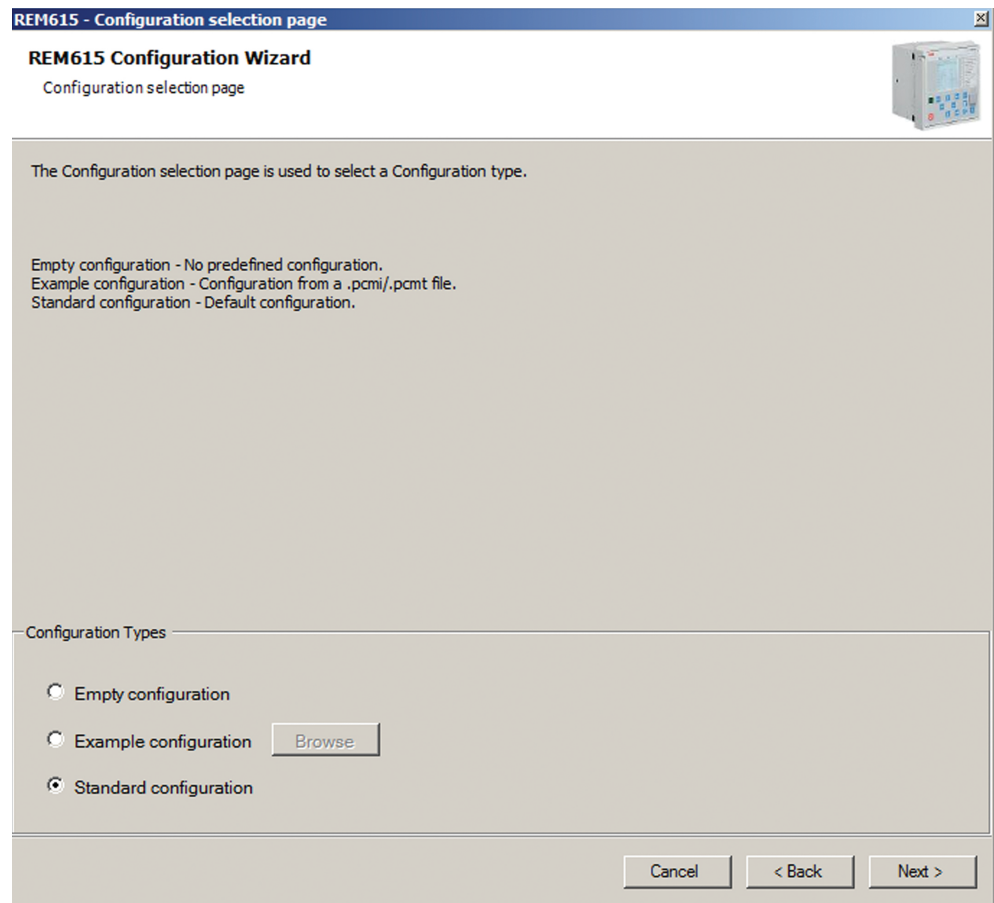 REM615 - Configuration selection page
REM615 Configuration Wizard
Configuration selection page
The Configuration selection page is used to select a Configuration type.
Empty configuration - No predefined configuration.
Example configuration - Configuration from a .pcmi/.pcmt file.
Standard configuration - Default configuration.
Configuration Types
Empty configuration
Example configuration Browse
Standard configuration
Cancel < Back Next >